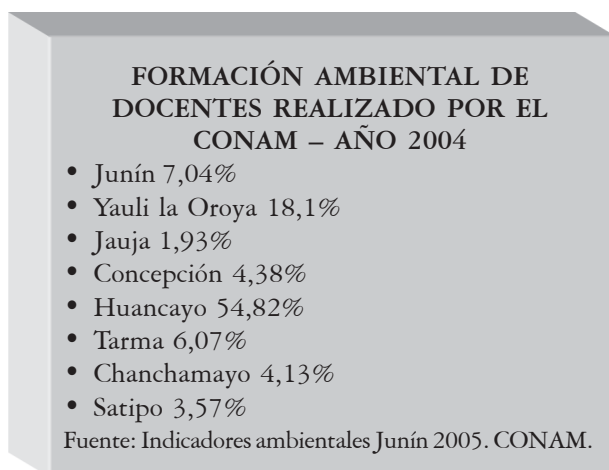 FORMACIÓN AMBIENTAL DE
DOCENTES REALIZADO POR EL
CONAM – AÑO 2004
• Junín 7,04%
• Yauli la Oroya 18,1%
• Jauja 1,93%
• Concepción 4,38%
• Huancayo 54,82%
• Tarma 6,07%
• Chanchamayo 4,13%
• Satipo 3,57%
Fuente: Indicadores ambientales Junín 2005. CONAM.